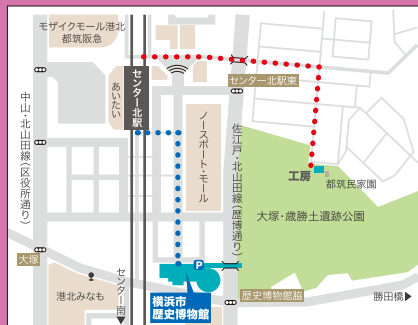 モザイクモール港北
都筑阪急
あいたい
センター北駅
センター北駅東
中山・北山田線(区役所通り)
ノースポート・モール
佐江戸・北山田線(歴博通り)
工房
都筑民家園
大塚・歳勝土遺跡公園
大塚
P
港北みなも
センター南▼
横浜市
歴史博物館
歴史博物館脇
勝田橋▶